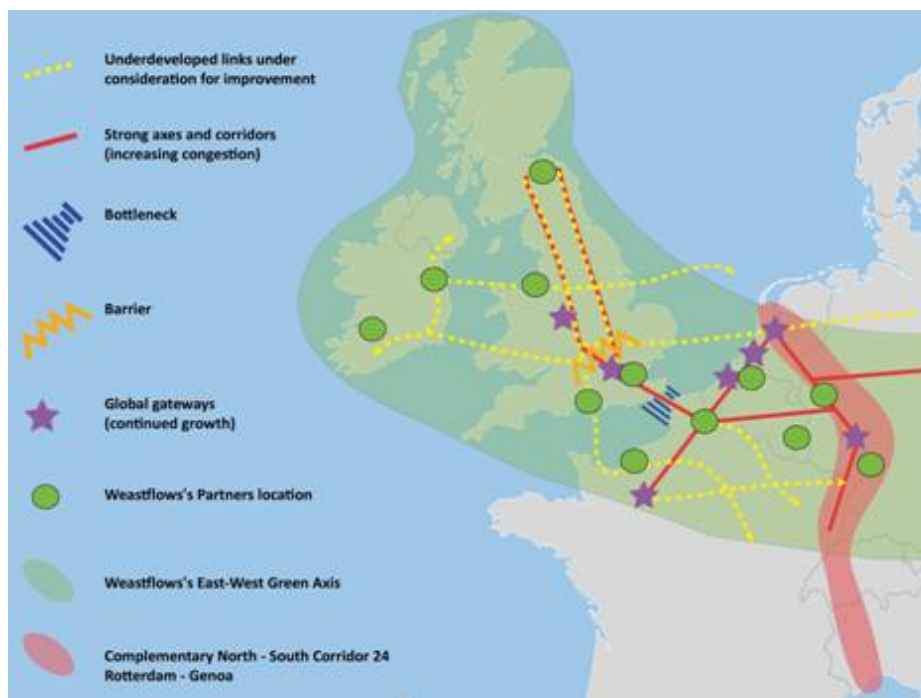 Underdeveloped links under
consideration for improvement
Strong axes and corridors
(increasing congestion)
Bottleneck
Barrier
Global gateways
(continued growth)
Weastflows's Partners location
Weastflows's East-West Green Axis
Complementary North - South Corridor 24
Rotterdam - Genoa